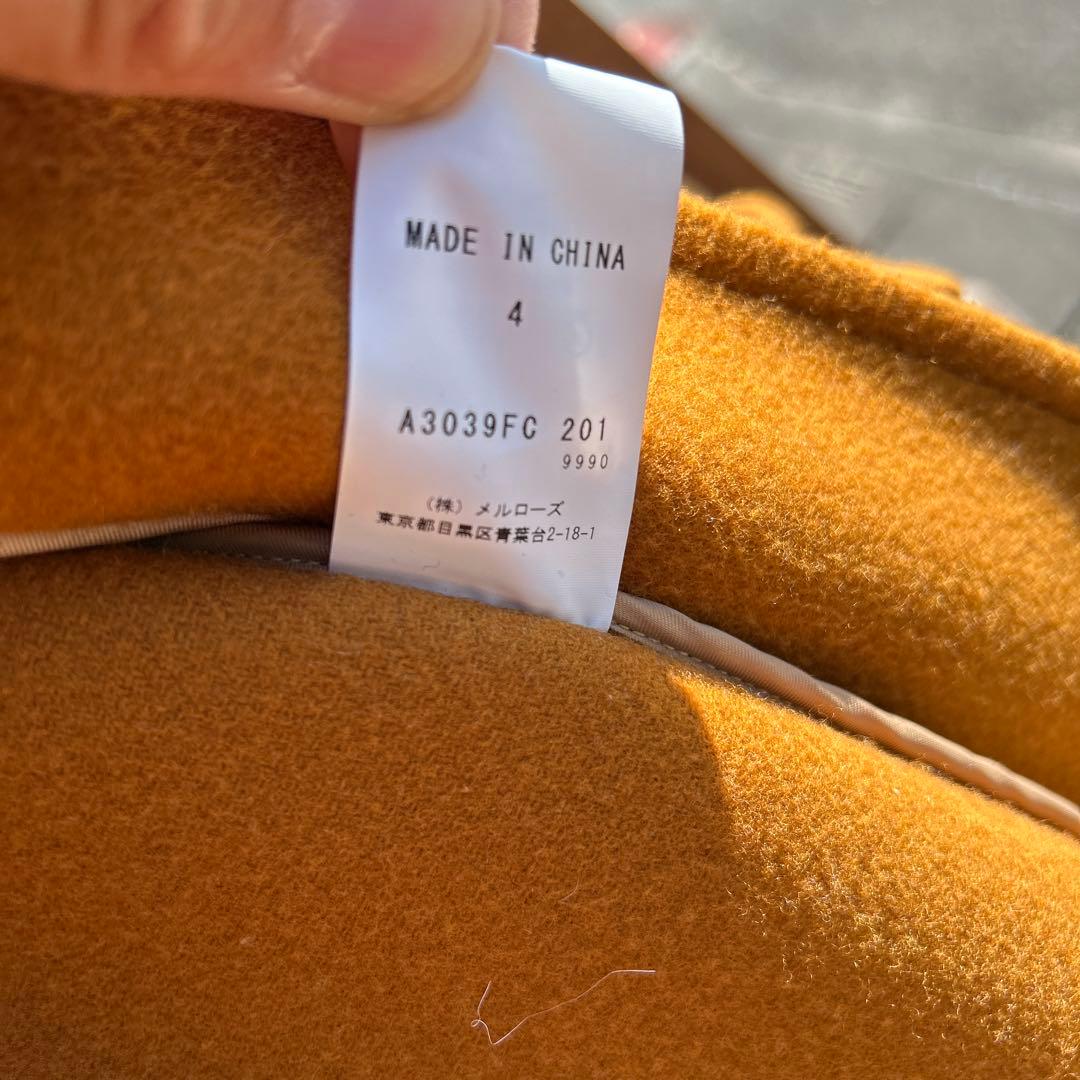 MADE IN CHINA
4
A3039FC 201
9990
(株) メルローズ
東京都目黒区青葉台2-18-1